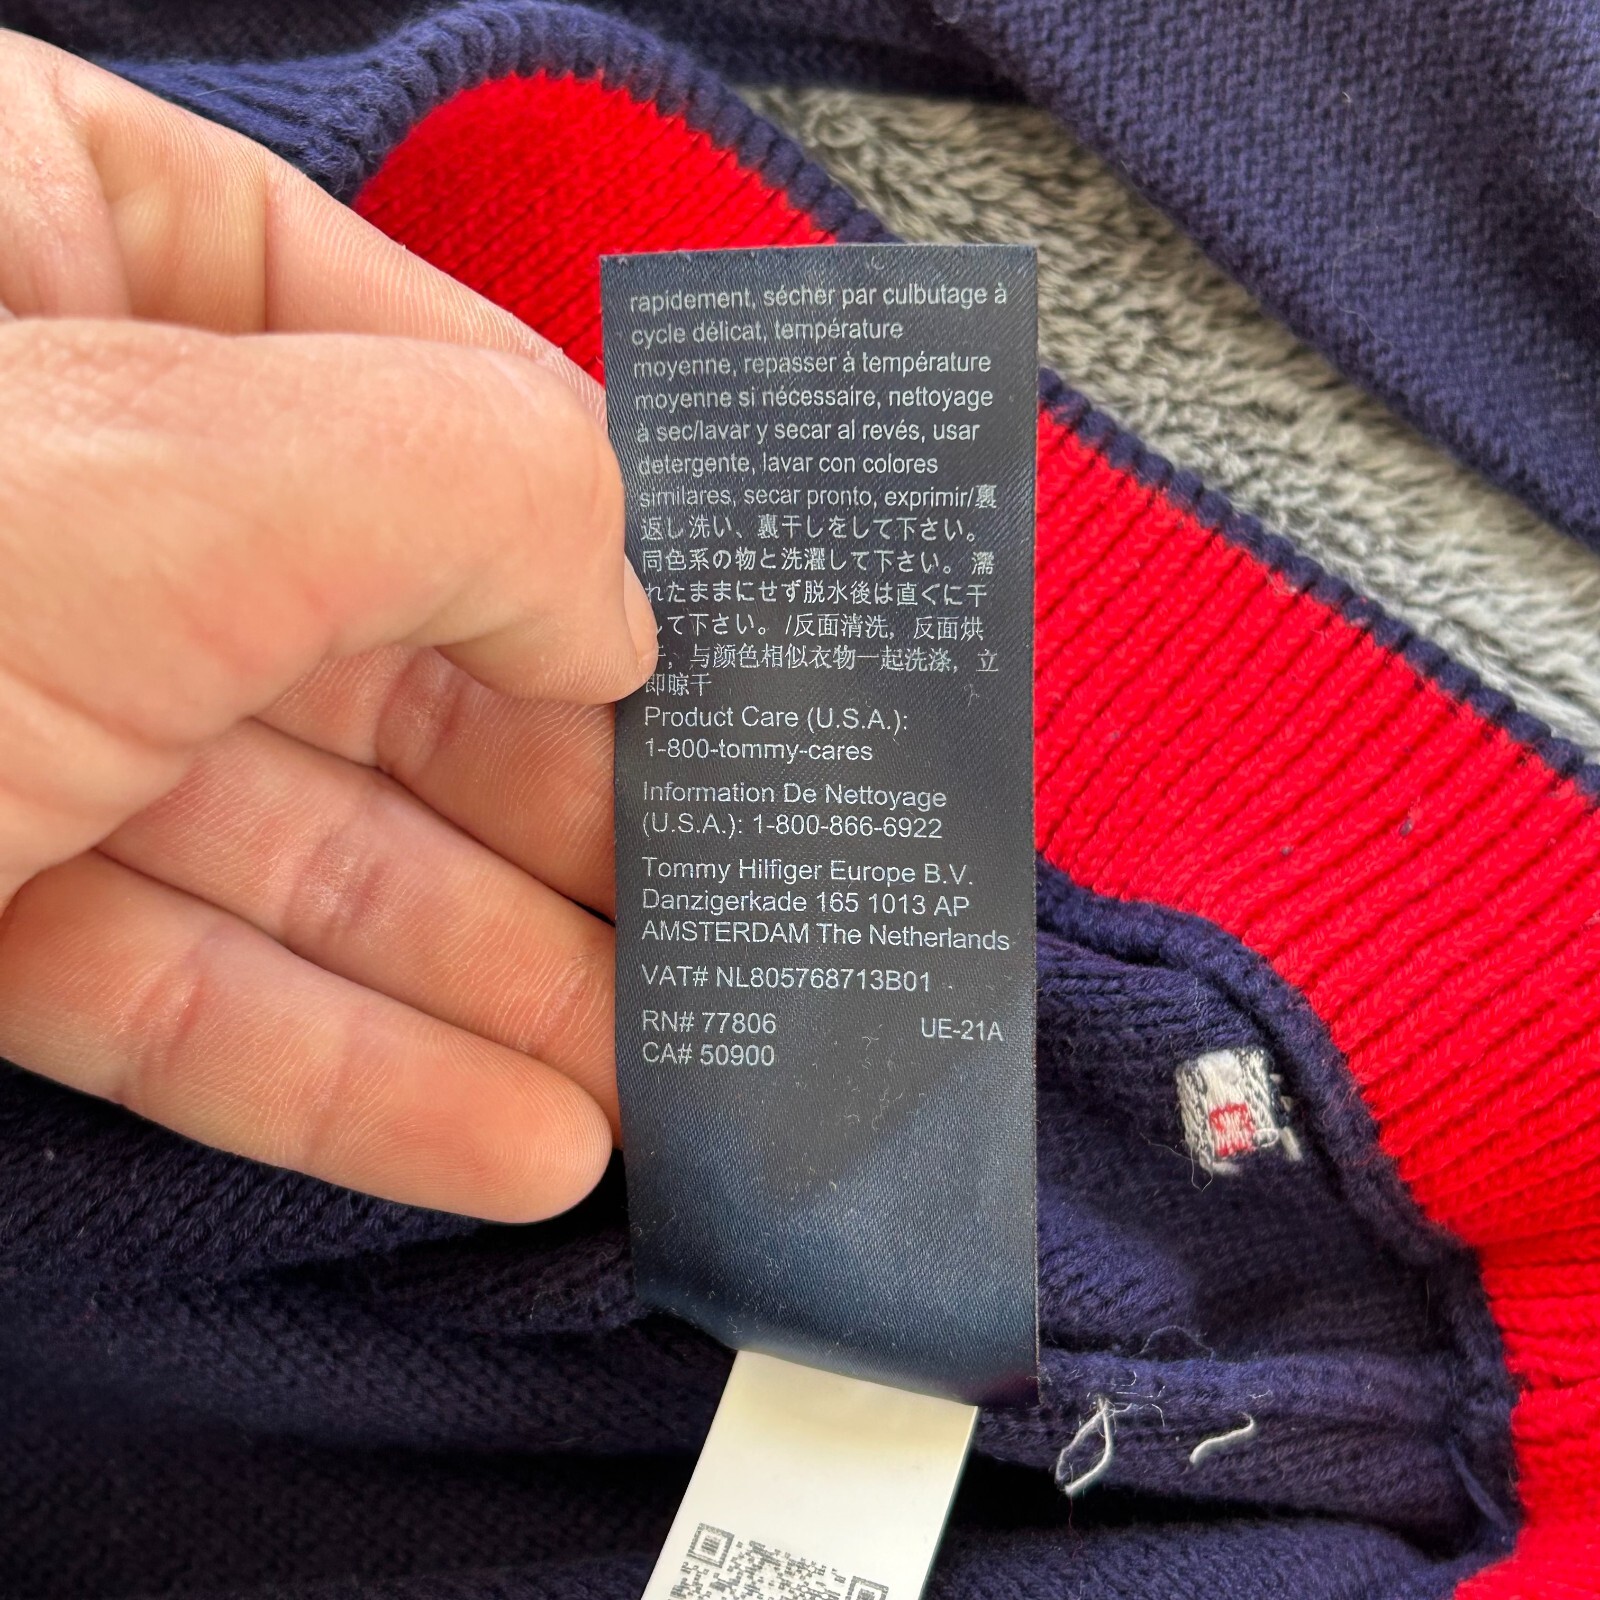 rapidement, sécher par culbutage à
cycle délicat, température
moyenne, repasser à température
moyenne si nécessaire, nettoyage
à sec/lavar y secar al revés, usar
detergente, lavar con colores
similares, secar pronto, exprimir/裏
返し洗い、裏干しをして下さい。
同色系の物と洗濯して下さい。 濡
れたままにせず脱水後は直ぐに干
して下さい。 /反面清洗, 反面烘
干, 与颜色相似衣物一起洗涤, 立
即晾干
Product Care (U.S.A.):
1-800-tommy-cares
Information De Nettoyage
(U.S.A.): 1-800-866-6922
Tommy Hilfiger Europe B.V.
Danzigerkade 165 1013 AP
AMSTERDAM The Netherlands
VAT# NL805768713B01
RN# 77806 UE-21A
CA# 50900